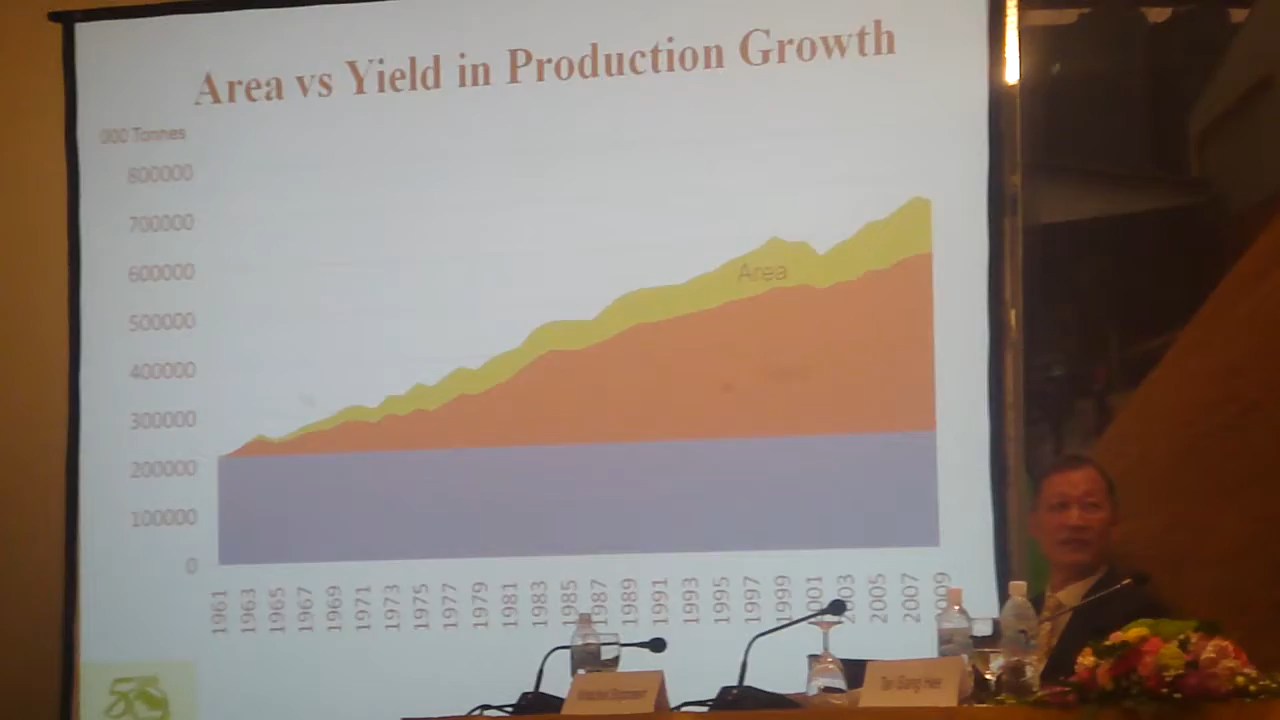 Area vs Yield in Production Growth
000 Tonnes
800000
700000
600000
Area
500000
400000
300000
200000
100000
0
1961 1963 1965 1967 1969 1971 1973 1975 1977 1979 1981 1983 1985 1987 1989 1991 1993 1995 1997 1999 2001 2003 2005 2007 2009
50